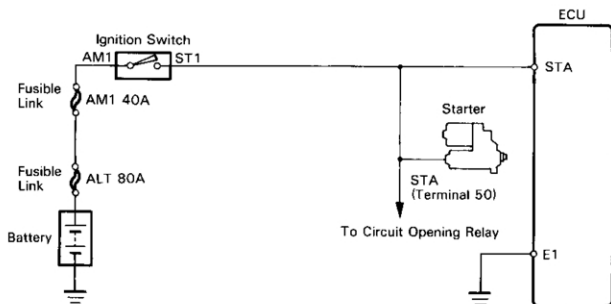 ECU
Ignition Switch
AM1
ST1
STA
Fusible
Link
AM1 40A
Starter
Fusible
Link
ALT 80A
STA
(Terminal 50)
Battery
To Circuit Opening Relay
E1